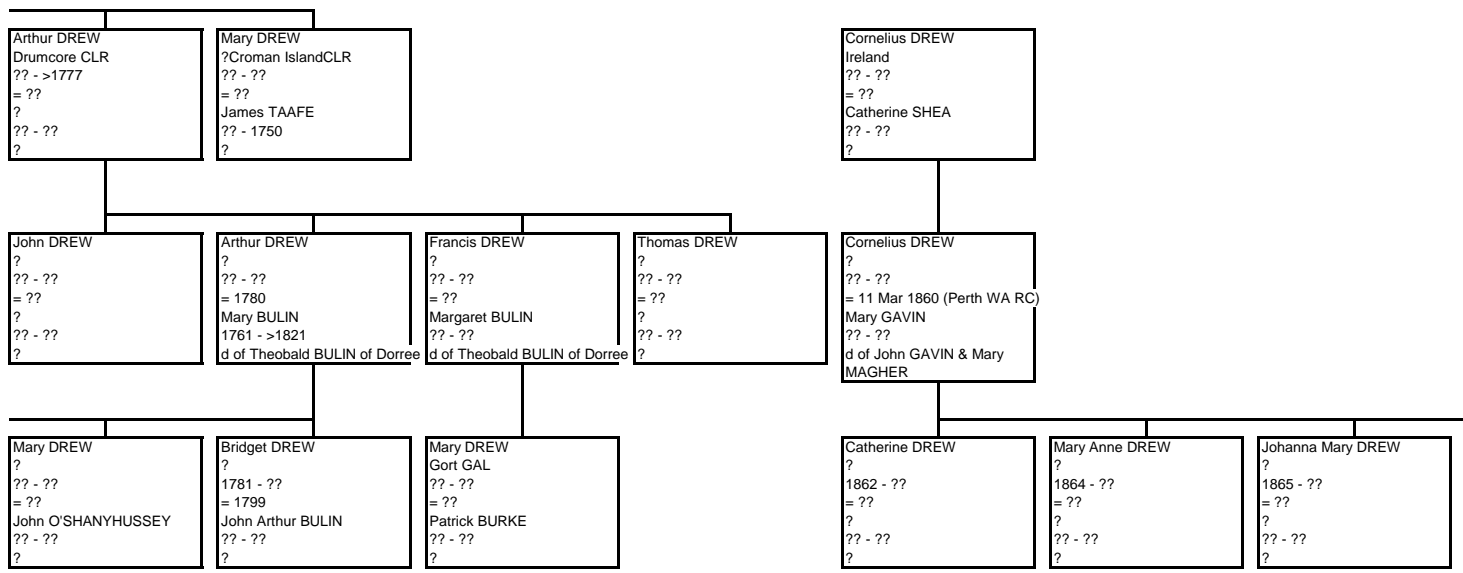 Arthur DREW
Drumcore CLR
?? - >1777
= ??
?
?? - ??
?
Mary DREW
?Croman IslandCLR
?? - ??
= ??
James TAAFE
?? - 1750
?
Cornelius DREW
Ireland
?? - ??
= ??
Catherine SHEA
?? - ??
?
John DREW
?
?? - ??
= ??
?
?? - ??
?
Arthur DREW
?
?? - ??
= 1780
Mary BULIN
1761 - >1821
d of Theobald BULIN of Dorree
Francis DREW
?
?? - ??
= ??
Margaret BULIN
?? - ??
d of Theobald BULIN of Dorree
Thomas DREW
?
?? - ??
= ??
?
?? - ??
?
Cornelius DREW
?
?? - ??
= 11 Mar 1860 (Perth WA RC)
Mary GAVIN
?? - ??
d of John GAVIN & Mary
MAGHER
Mary DREW
?
?? - ??
= ??
John O'SHANYHUSSEY
?? - ??
?
Bridget DREW
?
1781 - ??
= 1799
John Arthur BULIN
?? - ??
?
Mary DREW
Gort GAL
?? - ??
= ??
Patrick BURKE
?? - ??
?
Catherine DREW
?
1862 - ??
= ??
?
?? - ??
?
Mary Anne DREW
?
1864 - ??
= ??
?
?? - ??
?
Johanna Mary DREW
?
1865 - ??
= ??
?
?? - ??
?